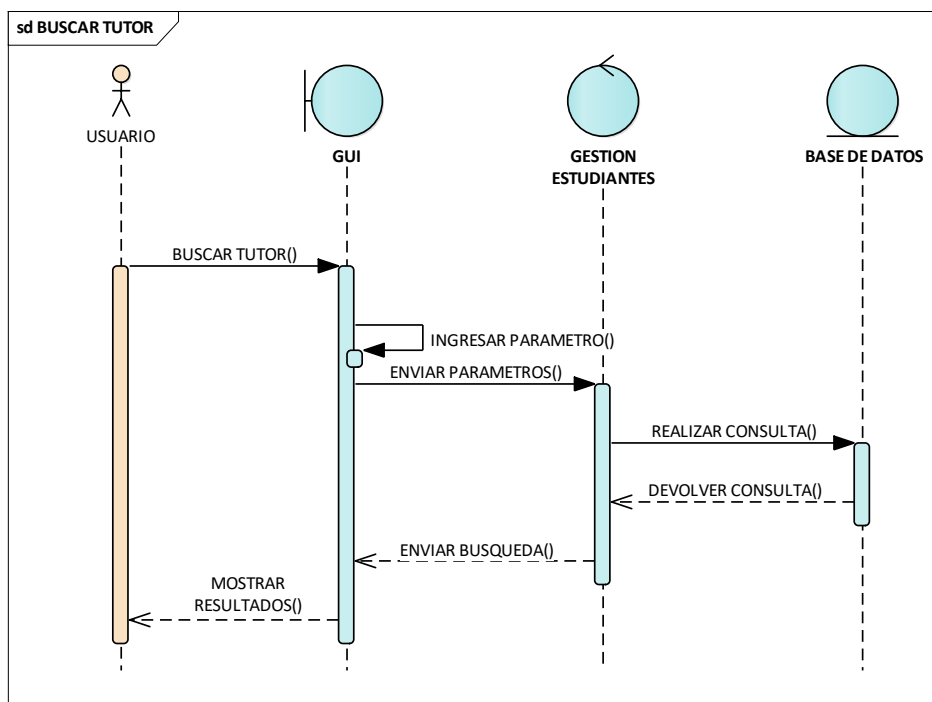 sd BUSCAR TUTOR
USUARIO
GUI
GESTION
ESTUDIANTES
BASE DE DATOS
BUSCAR TUTOR()
INGRESAR PARAMETRO()
ENVIAR PARAMETROS()
REALIZAR CONSULTA()
DEVOLVER CONSULTA()
ENVIAR BUSQUEDA()
MOSTRAR
RESULTADOS()